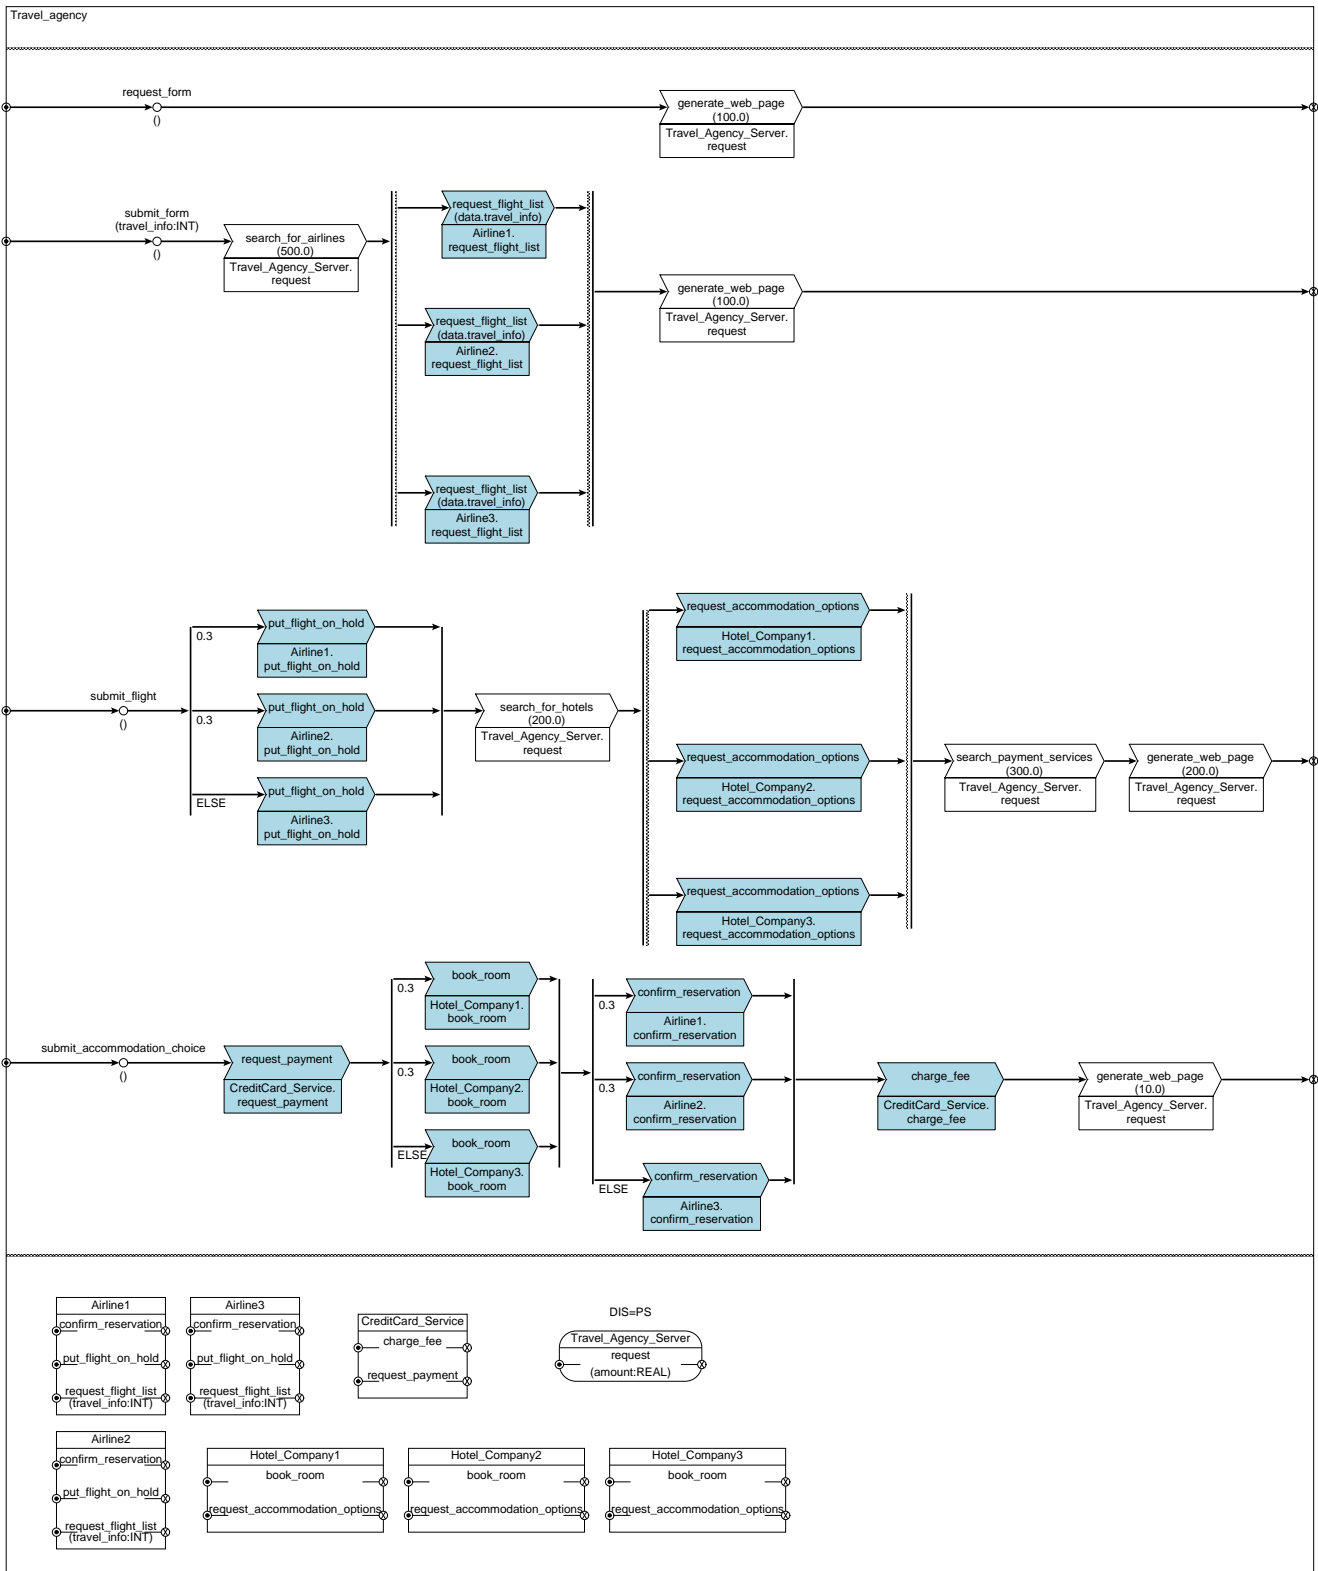 Travel_agency
request_form
()
generate_web_page
(100.0)
Travel_Agency_Server.
request
submit_form
(travel_info:INT)
()
search_for_airlines
(500.0)
Travel_Agency_Server.
request
request_flight_list
(data.travel_info)
Airline1.
request_flight_list
request_flight_list
(data.travel_info)
Airline2.
request_flight_list
request_flight_list
(data.travel_info)
Airline3.
request_flight_list
generate_web_page
(100.0)
Travel_Agency_Server.
request
submit_flight
()
0.3
put_flight_on_hold
Airline1.
put_flight_on_hold
0.3
put_flight_on_hold
Airline2.
put_flight_on_hold
ELSE
put_flight_on_hold
Airline3.
put_flight_on_hold
search_for_hotels
(200.0)
Travel_Agency_Server.
request
request_accommodation_options
Hotel_Company1.
request_accommodation_options
request_accommodation_options
Hotel_Company2.
request_accommodation_options
request_accommodation_options
Hotel_Company3.
request_accommodation_options
search_payment_services
(300.0)
Travel_Agency_Server.
request
generate_web_page
(200.0)
Travel_Agency_Server.
request
submit_accommodation_choice
()
request_payment
CreditCard_Service.
request_payment
0.3
book_room
Hotel_Company1.
book_room
0.3
book_room
Hotel_Company2.
book_room
ELSE
book_room
Hotel_Company3.
book_room
0.3
confirm_reservation
Airline1.
confirm_reservation
0.3
confirm_reservation
Airline2.
confirm_reservation
ELSE
confirm_reservation
Airline3.
confirm_reservation
charge_fee
CreditCard_Service.
charge_fee
generate_web_page
(10.0)
Travel_Agency_Server.
request
Airline1
confirm_reservation
put_flight_on_hold
request_flight_list
(travel_info:INT)
Airline3
confirm_reservation
put_flight_on_hold
request_flight_list
(travel_info:INT)
CreditCard_Service
charge_fee
request_payment
DIS=PS
Travel_Agency_Server
request
(amount:REAL)
Airline2
confirm_reservation
put_flight_on_hold
request_flight_list
(travel_info:INT)
Hotel_Company1
book_room
request_accommodation_options
Hotel_Company2
book_room
request_accommodation_options
Hotel_Company3
book_room
request_accommodation_options